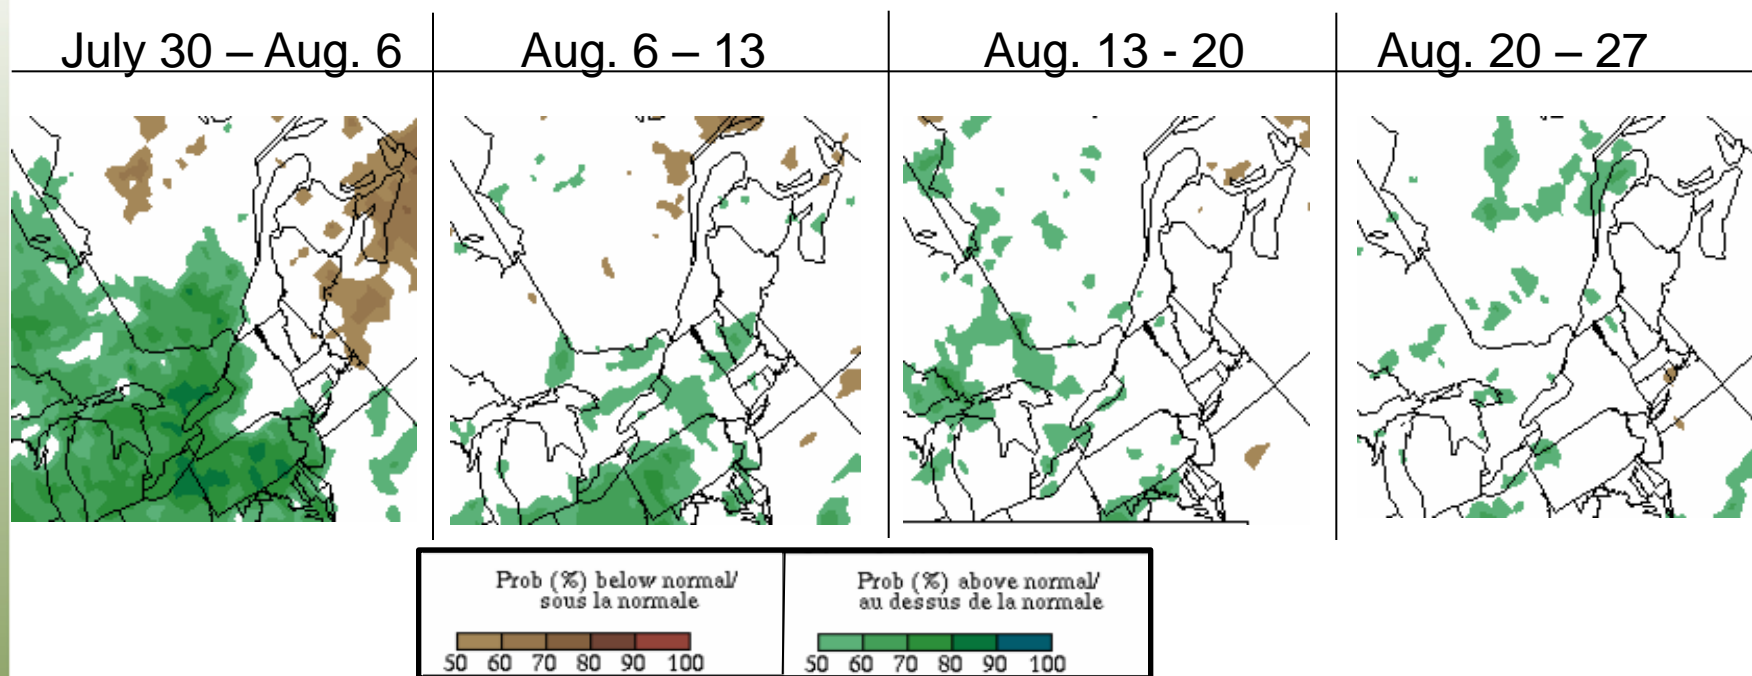 July 30 – Aug. 6
Aug. 6 – 13
Aug. 13 - 20
Aug. 20 – 27
Prob (%) below normal/
sous la normale
50 60 70 80 90 100
Prob (%) above normal/
au dessus de la normale
50 60 70 80 90 100